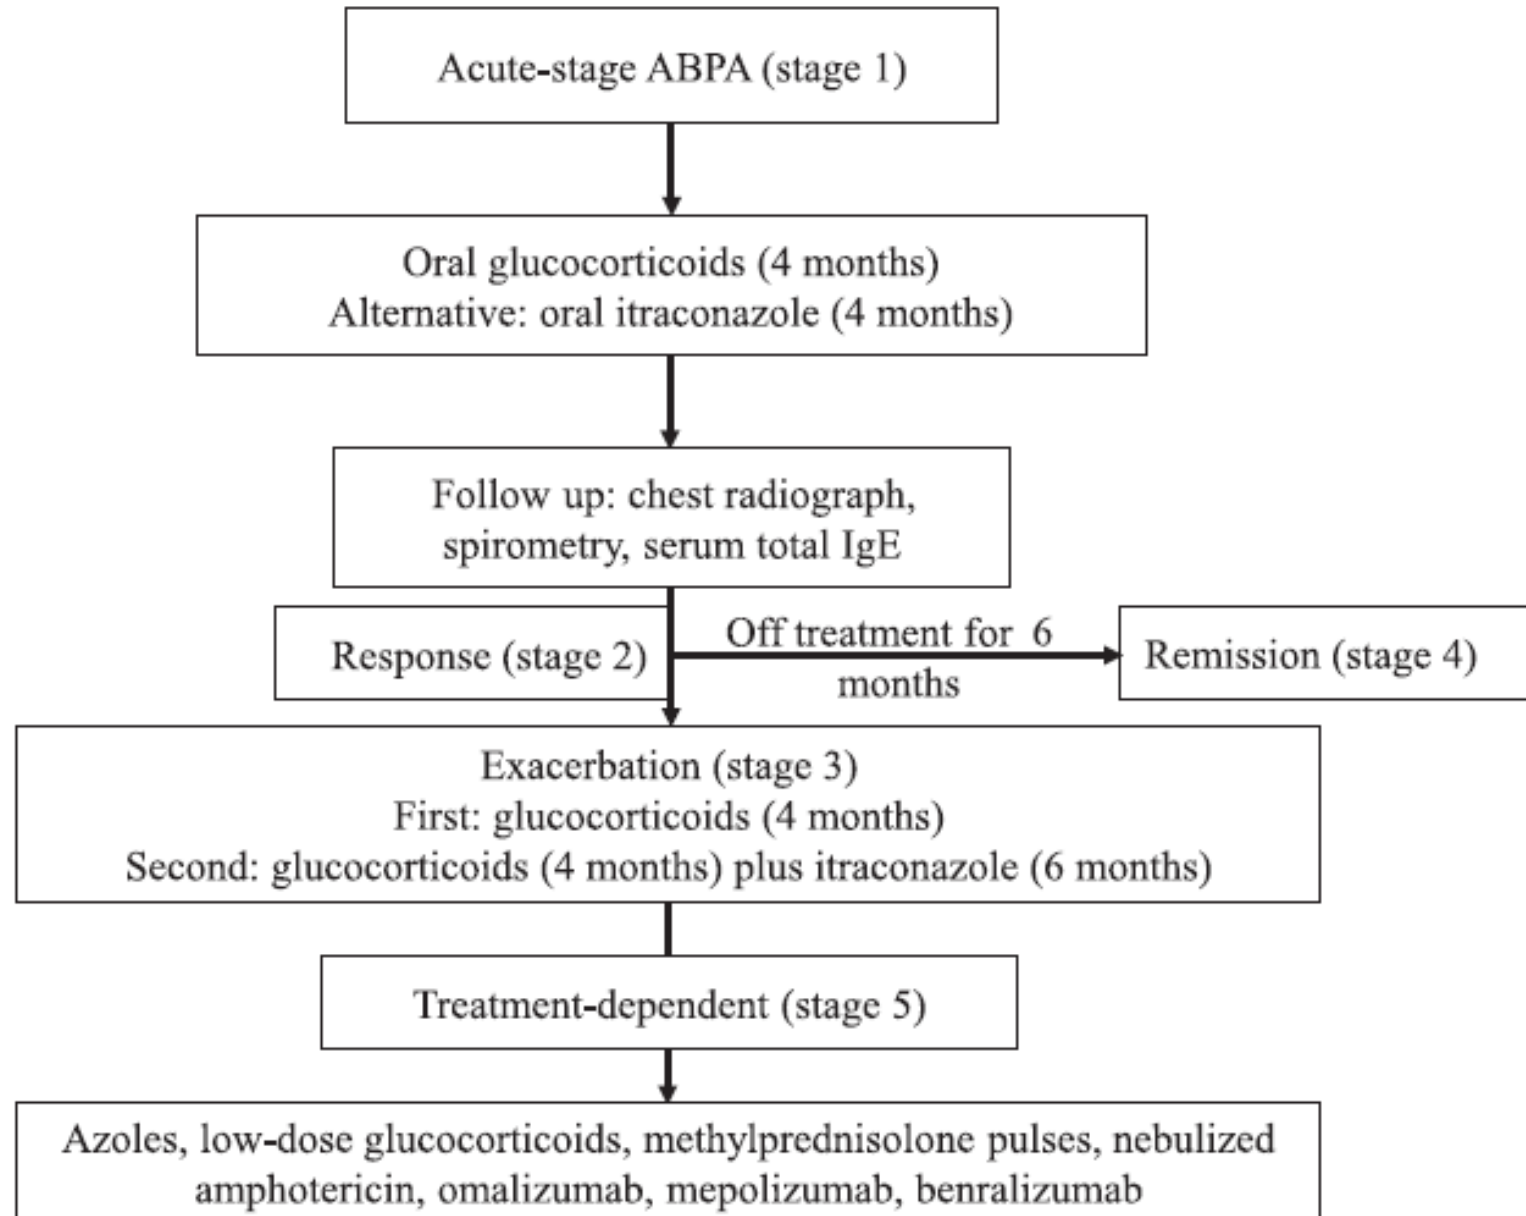 Acute-stage ABPA (stage 1)
Oral glucocorticoids (4 months)
Alternative: oral itraconazole (4 months)
Follow up: chest radiograph,
spirometry, serum total IgE
Response (stage 2)
Off treatment for 6
months
Remission (stage 4)
Exacerbation (stage 3)
First: glucocorticoids (4 months)
Second: glucocorticoids (4 months) plus itraconazole (6 months)
Treatment-dependent (stage 5)
Azoles, low-dose glucocorticoids, methylprednisolone pulses, nebulized
amphotericin, omalizumab, mepolizumab, benralizumab